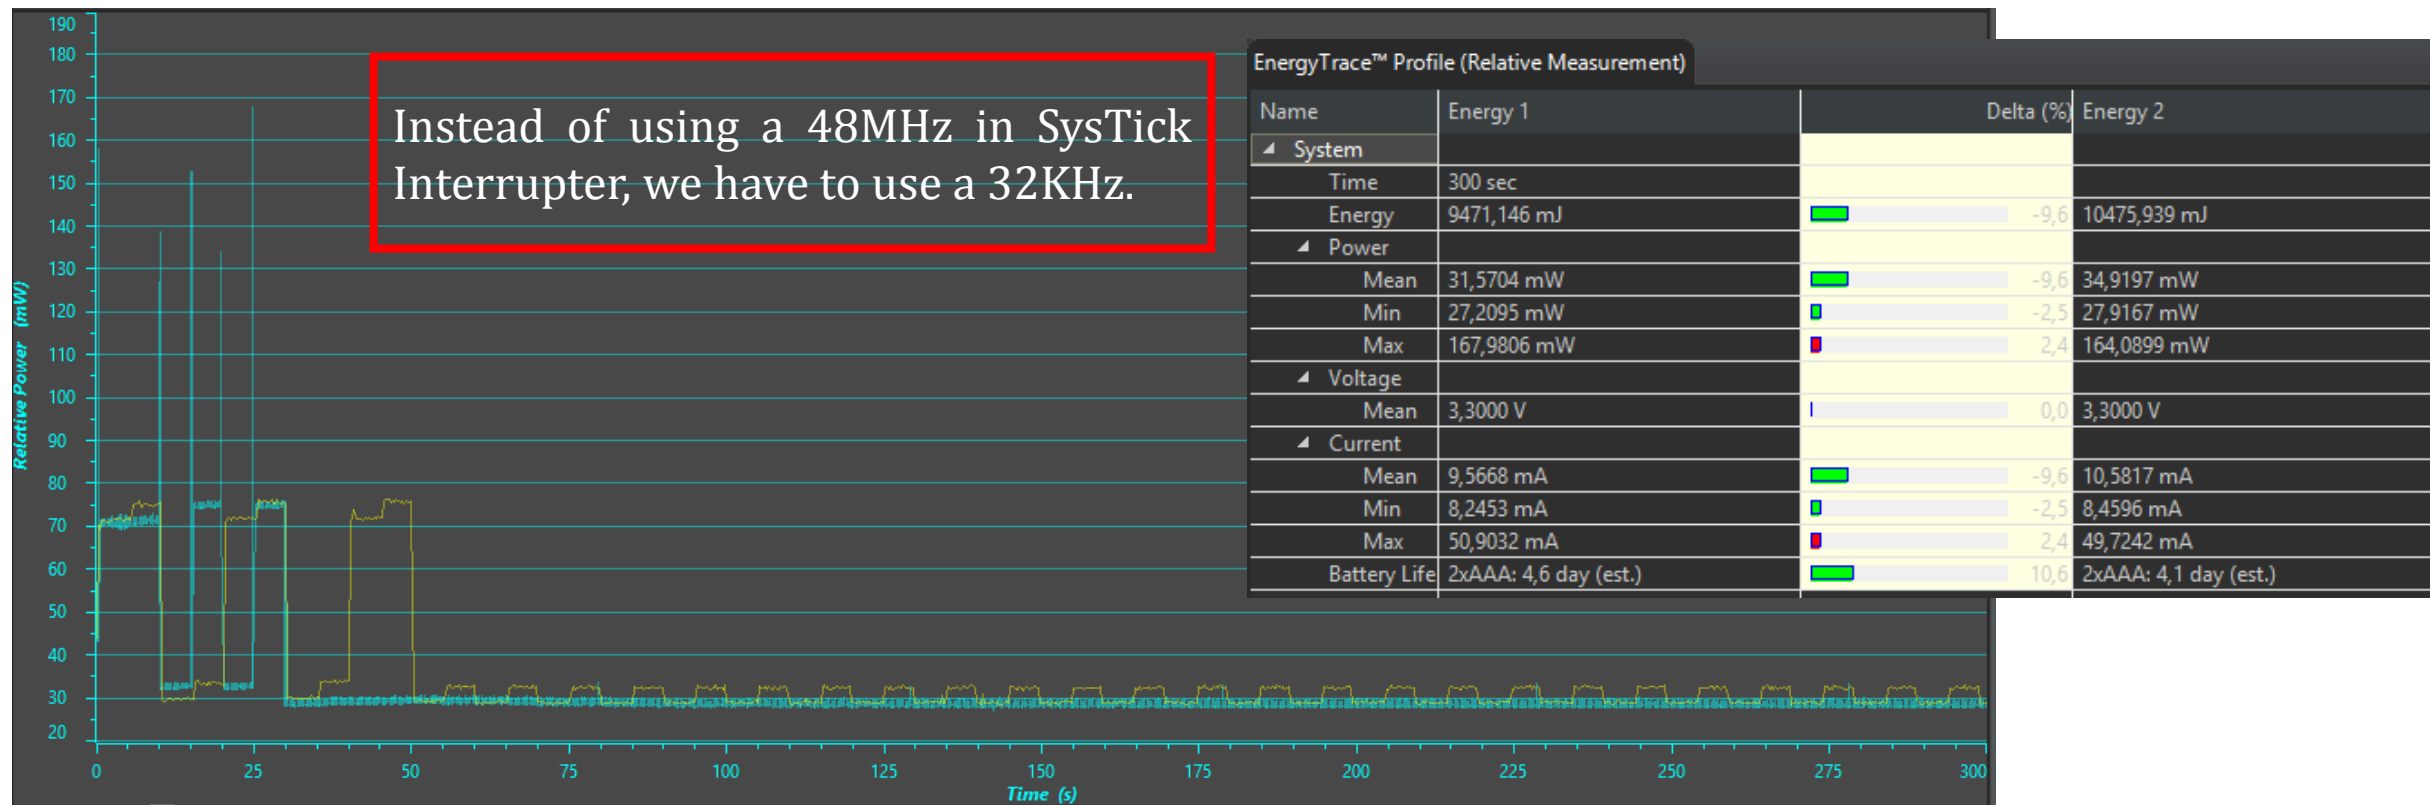 190
180
170
160
150
140
130
120
110
100
90
80
70
60
50
40
30
20
Relative Power (mW)
0 25 50 75 100 125 150 175 200 225 250 275 300
Time (s)
Instead of using a 48MHz in SysTick
Interrupter, we have to use a 32KHz.
EnergyTrace™ Profile (Relative Measurement)
Name Energy 1 Delta (%) Energy 2
System
Time 300 sec
Energy 9471,146 mJ -9,6 10475,939 mJ
Power
Mean 31,5704 mW -9,6 34,9197 mW
Min 27,2095 mW -2,5 27,9167 mW
Max 167,9806 mW 2,4 164,0899 mW
Voltage
Mean 3,3000 V 0,0 3,3000 V
Current
Mean 9,5668 mA -9,6 10,5817 mA
Min 8,2453 mA -2,5 8,4596 mA
Max 50,9032 mA 2,4 49,7242 mA
Battery Life 2xAAA: 4,6 day (est.) 10,6 2xAAA: 4,1 day (est.)